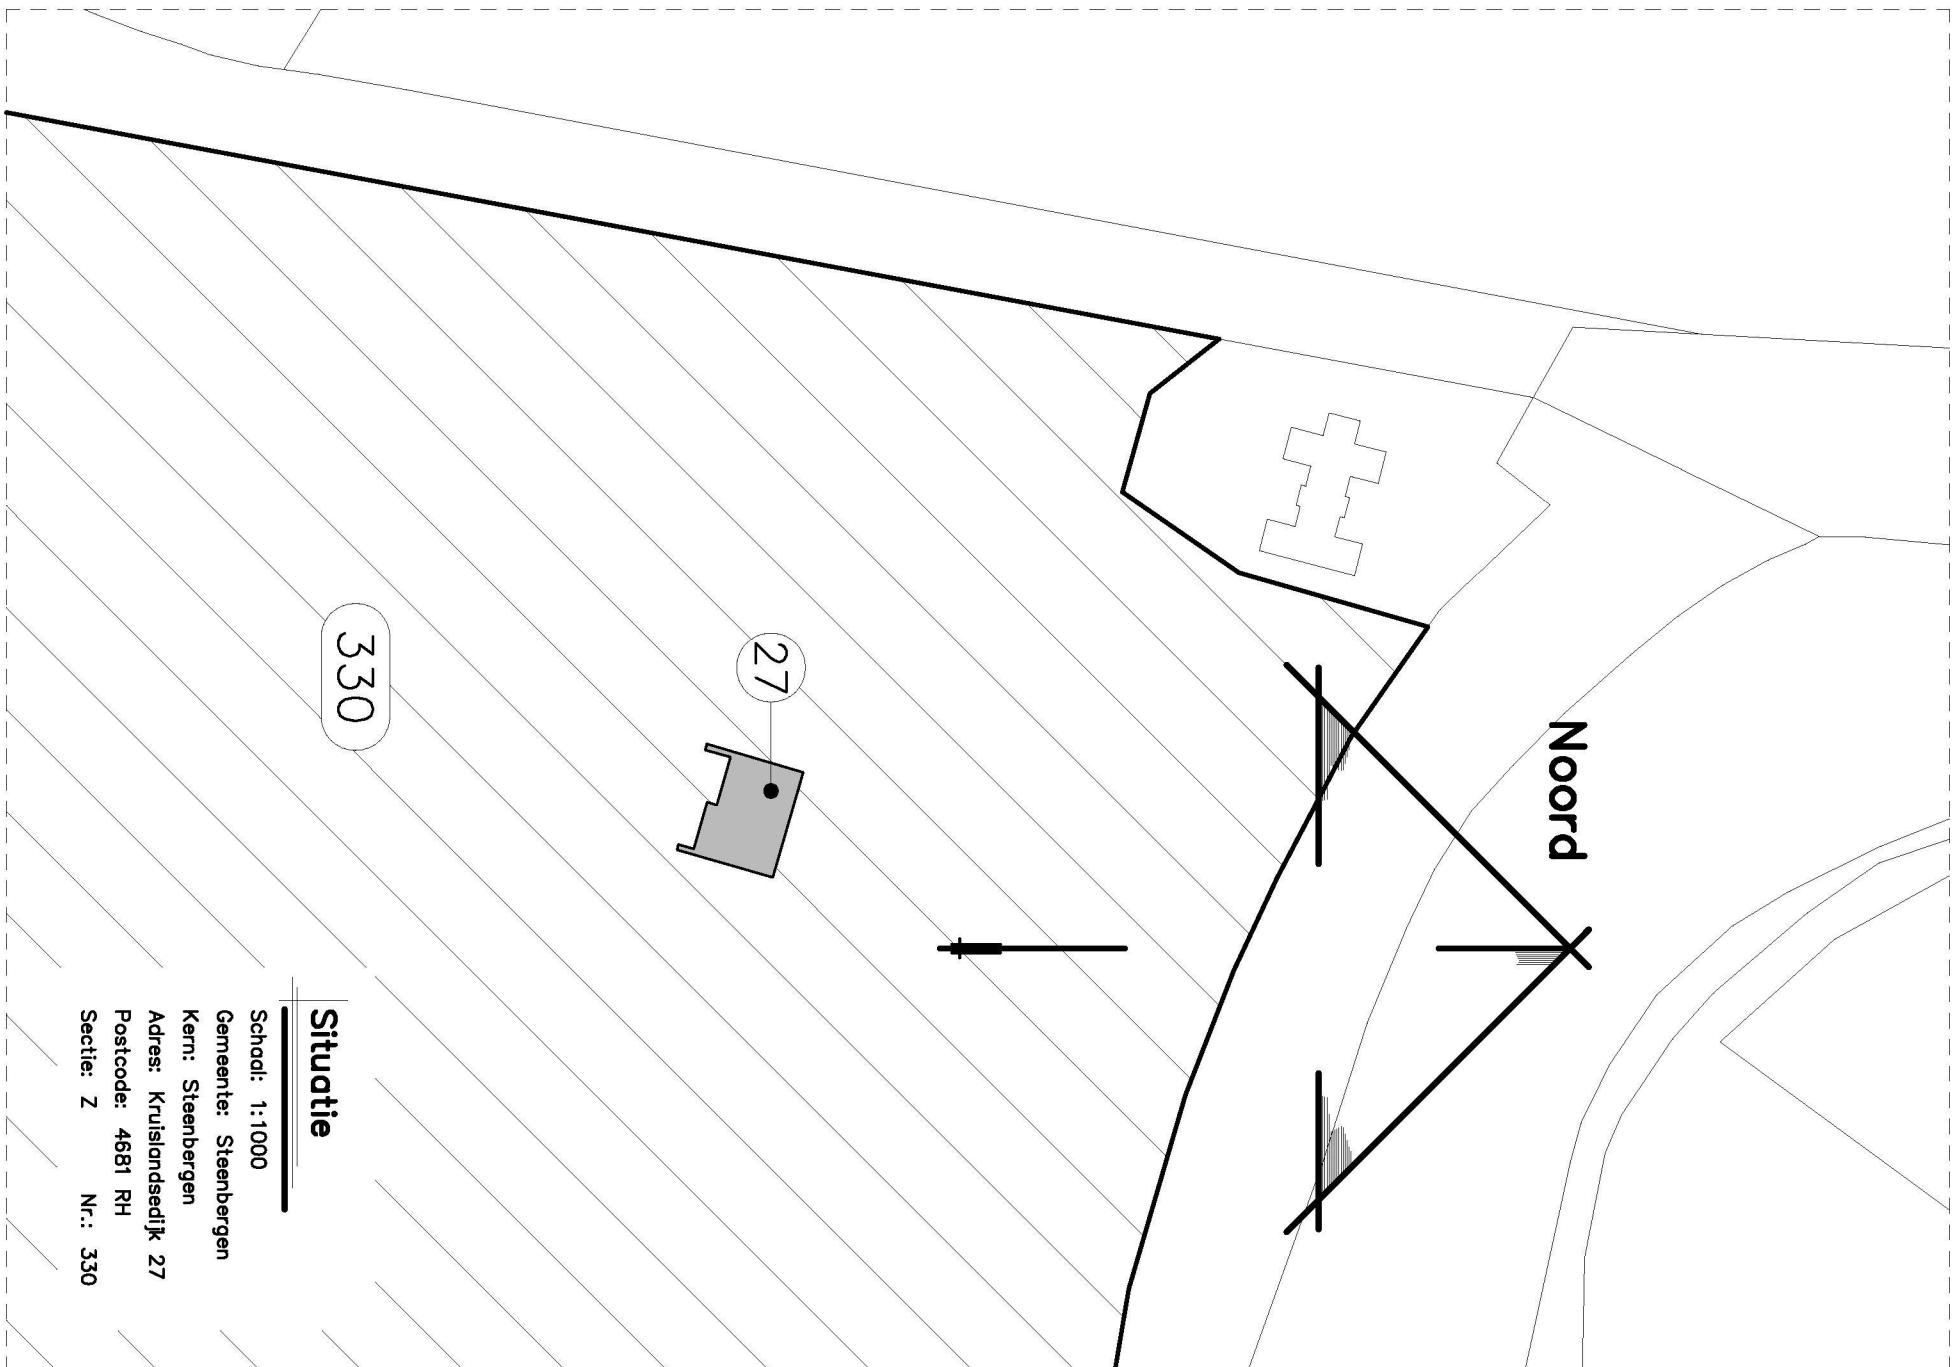 Noord
27
330
Situatie
Schaal: 1:1000
Gemeente: Steenbergen
Kern: Steenbergen
Adres: Kruislandsedijk 27
Postcode: 4681 RH
Sectie: Z Nr.: 330